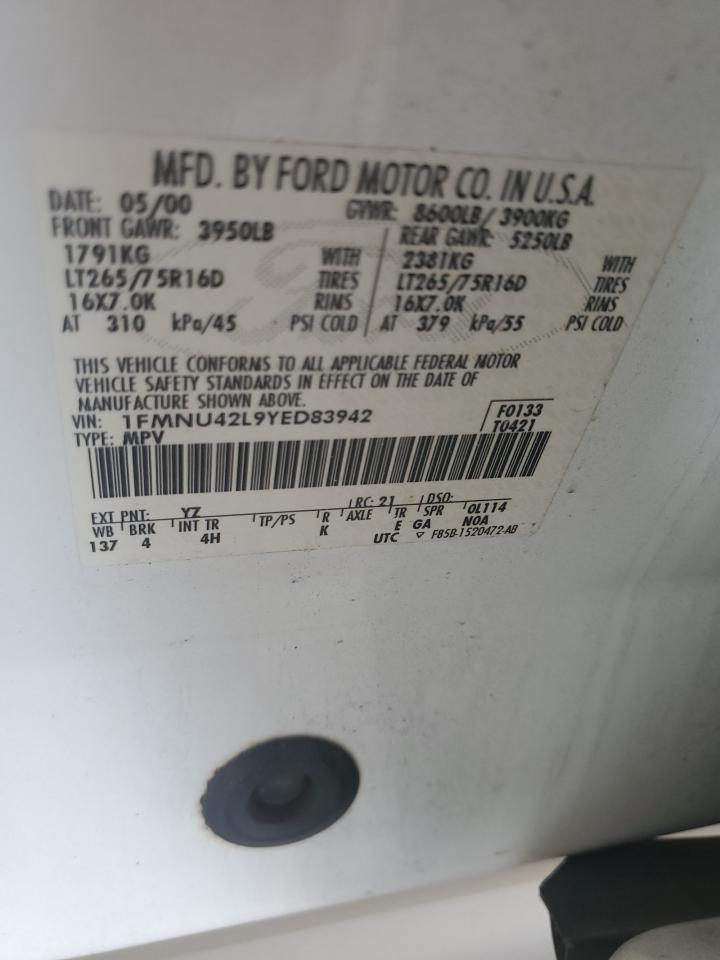 MFD. BY FORD MOTOR CO. IN U.S.A.
DATE: 05/00 GVWR: 8600LB/ 3900KG
FRONT GAWR: 3950LB REAR GAWR: 5250LB
1791KG WITH 2381KG WITH
LT265/75R16D TIRES LT265/75R16D TIRES
16X7.0K RIMS 16X7.0K RIMS
AT 310 kPa/45 PSI COLD AT 379 kPa/55 PSI COLD
THIS VEHICLE CONFORMS TO ALL APPLICABLE FEDERAL MOTOR
VEHICLE SAFETY STANDARDS IN EFFECT ON THE DATE OF
MANUFACTURE SHOWN ABOVE.
VIN: 1FMNU42L9YED83942 F0133
TYPE: MPV T0421
EXT PNT: YZ RC: 21 DSO:
WB BRK INT TR TP/PS R AXLE TR SPR 0L114
137 4 4H K E GA NOA
UTC ▽ F85B-1520472-AB